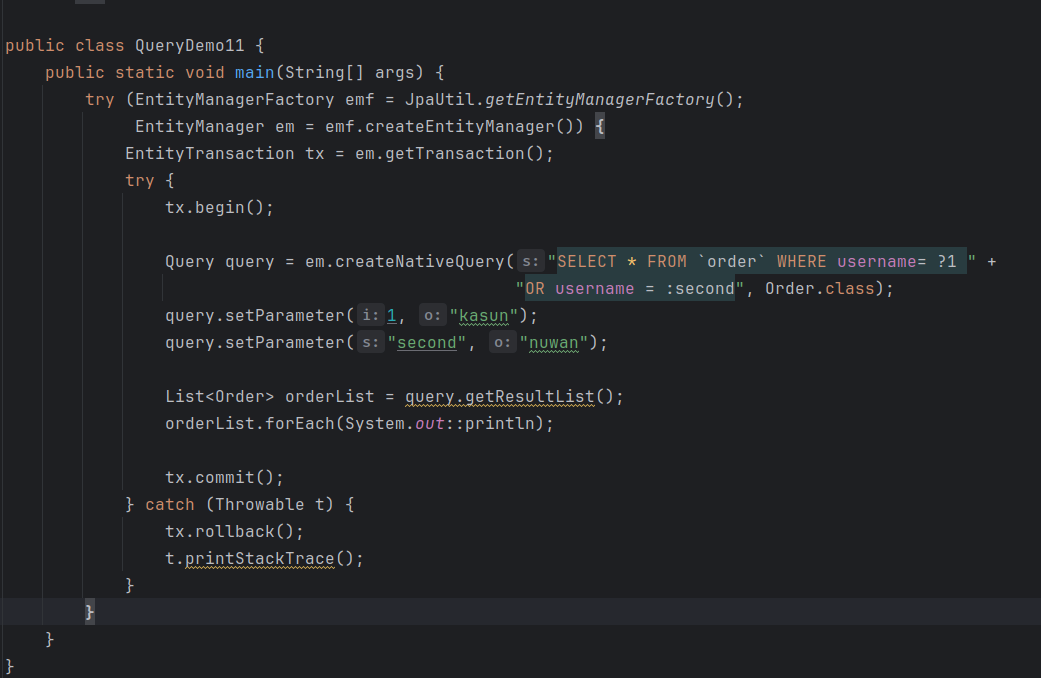 public class QueryDemo11 {
    public static void main(String[] args) {
        try (EntityManagerFactory emf = JpaUtil.getEntityManagerFactory();
             EntityManager em = emf.createEntityManager()) {
            EntityTransaction tx = em.getTransaction();
            try {
                tx.begin();

                Query query = em.createNativeQuery( s: "SELECT * FROM `order` WHERE username= ?1 " +
                                                   "OR username = :second", Order.class);
                query.setParameter( i: 1, o: "kasun");
                query.setParameter( s: "second", o: "nuwan");

                List<Order> orderList = query.getResultList();
                orderList.forEach(System.out::println);

                tx.commit();
            } catch (Throwable t) {
                tx.rollback();
                t.printStackTrace();
            }
        }
    }
}